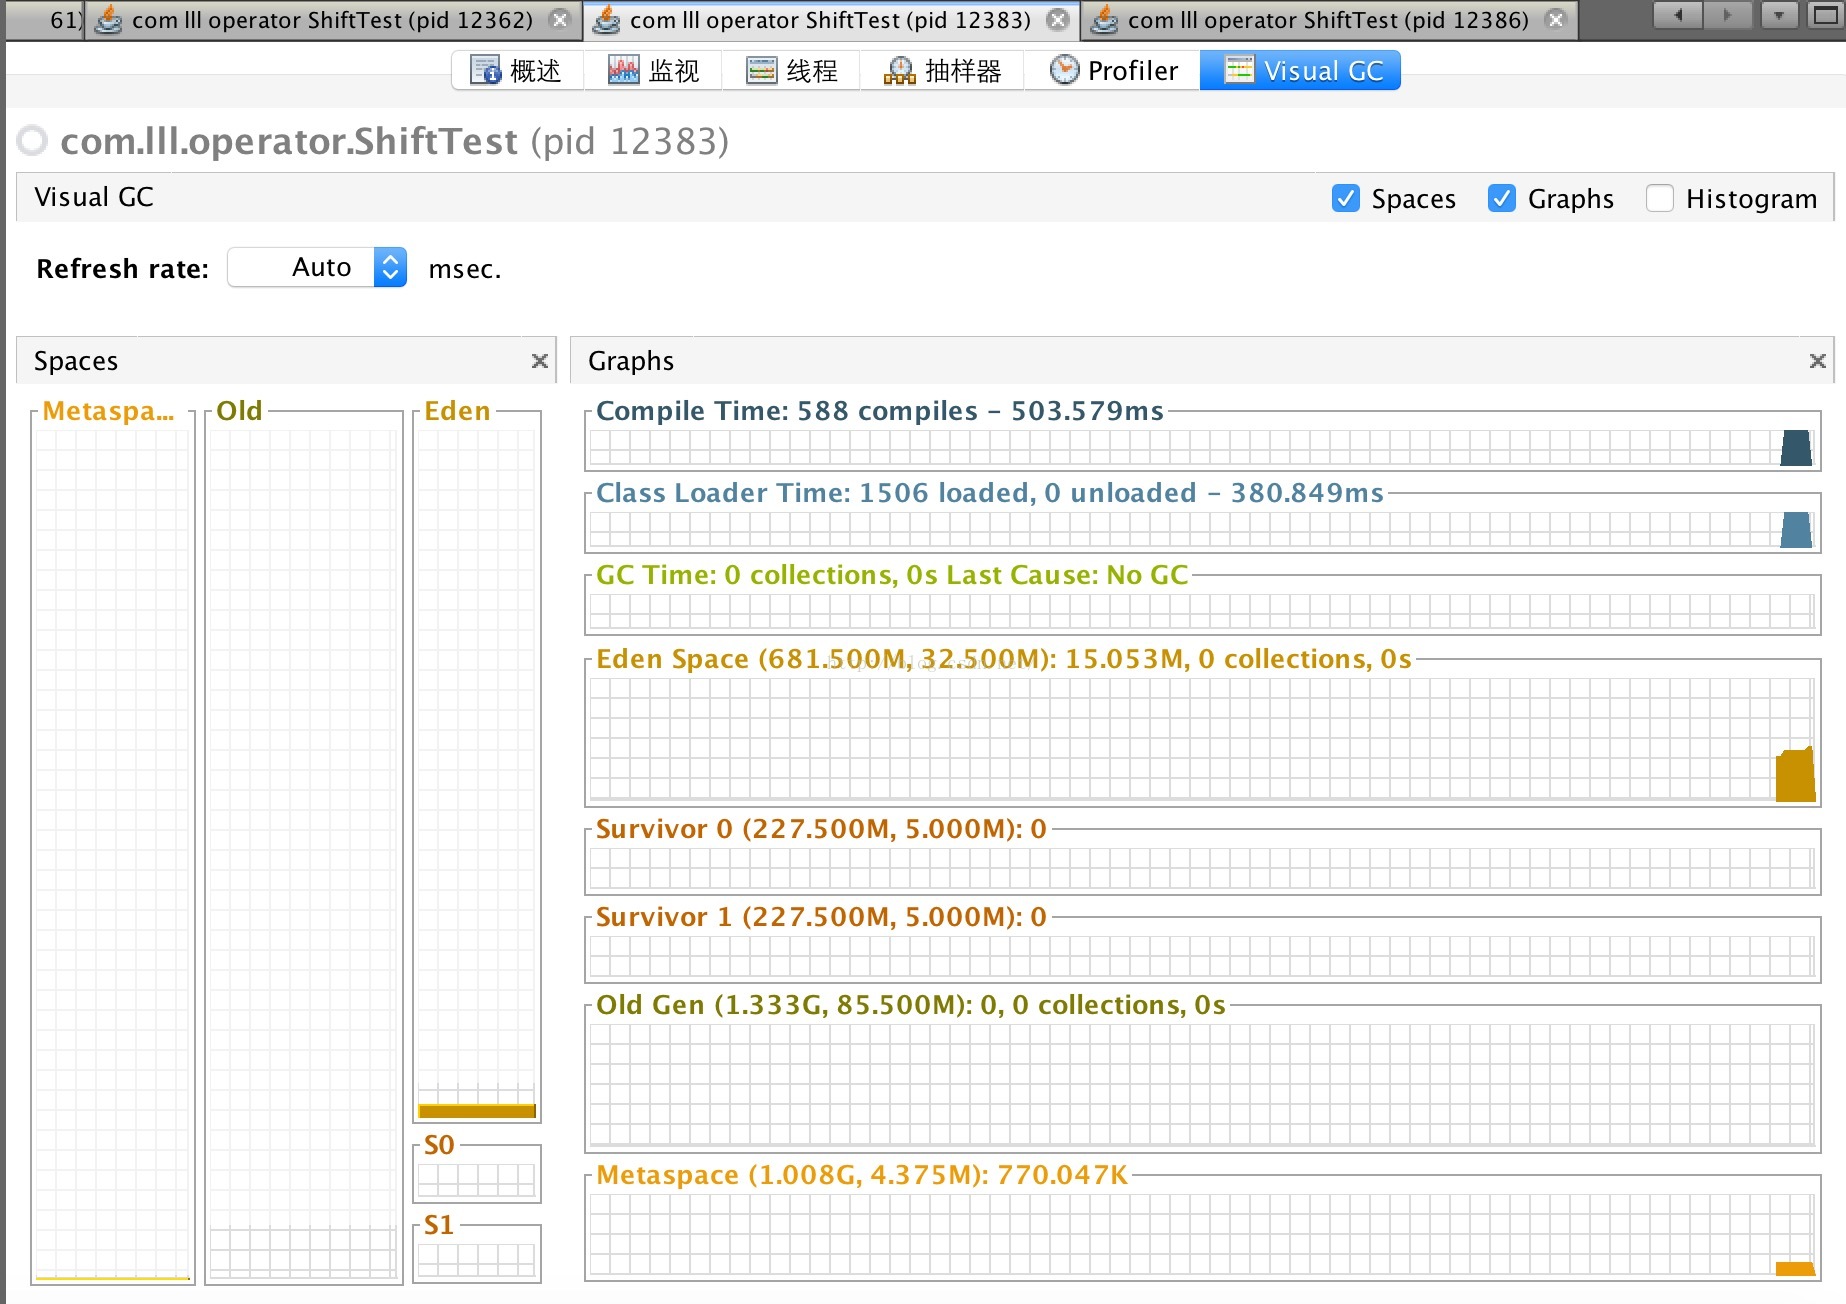 61) com lll operator ShiftTest (pid 12362) com lll operator ShiftTest (pid 12383) com lll operator ShiftTest (pid 12386)
概述 监视 线程 抽样器 Profiler Visual GC
com.lll.operator.ShiftTest (pid 12383)
Visual GC Spaces Graphs Histogram
Refresh rate: Auto msec.
Spaces
Metaspa... Old Eden
S0
S1
Graphs
Compile Time: 588 compiles - 503.579ms
Class Loader Time: 1506 loaded, 0 unloaded - 380.849ms
GC Time: 0 collections, 0s Last Cause: No GC
Eden Space (681.500M, 32.500M): 15.053M, 0 collections, 0s
Survivor 0 (227.500M, 5.000M): 0
Survivor 1 (227.500M, 5.000M): 0
Old Gen (1.333G, 85.500M): 0, 0 collections, 0s
Metaspace (1.008G, 4.375M): 770.047K